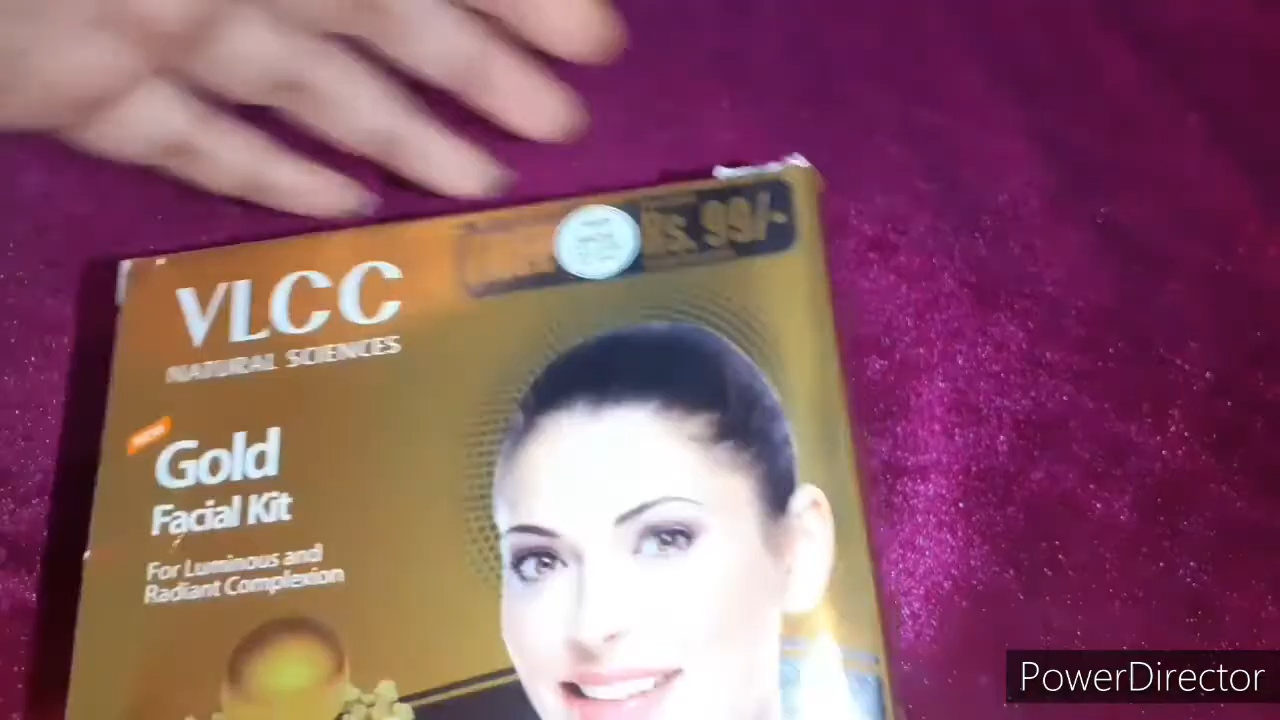 VLCC
NATURAL SCIENCES
Rs. 99/-
Gold
Facial Kit
For Luminous and
Radiant Complexion
PowerDirector